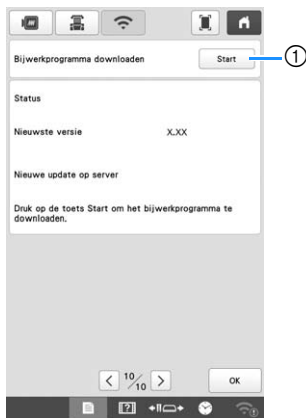 Bijwerkprogramma downloaden
Start
①
Status
Nieuwste versie X.XX
Nieuwe update op server
Druk op de toets Start om het bijwerkprogramma te
downloaden.
10/10
OK